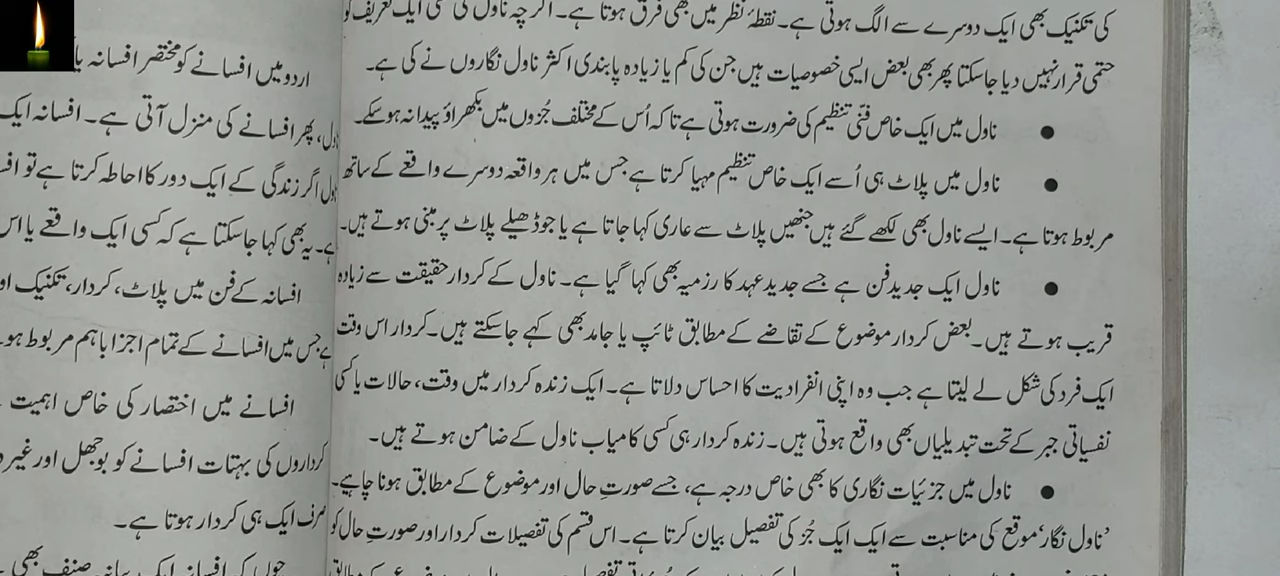 کی تکنیک بھی ایک دوسرے سے الگ ہوتی ہے۔ نقطۂ نظر میں بھی فرق ہوتا ہے۔ اگرچہ ناول کی کسی ایک تعریف کو
حتمی قرار نہیں دیا جاسکتا پھر بھی بعض ایسی خصوصیات ہیں جن کی کم یا زیادہ پابندی اکثر ناول نگاروں نے کی ہے۔
● ناول میں ایک خاص فنّی تنظیم کی ضرورت ہوتی ہے تاکہ اُس کے مختلف جُزوں میں بکھراؤ پیدا نہ ہوسکے۔
● ناول میں پلاٹ ہی اُسے ایک خاص تنظیم مہیا کرتا ہے جس میں ہر واقعہ دوسرے واقعے کے ساتھ
مربوط ہوتا ہے۔ ایسے ناول بھی لکھے گئے ہیں جنھیں پلاٹ سے عاری کہا جاتا ہے یا جو ڈھیلے پلاٹ پر مبنی ہوتے ہیں۔
● ناول ایک جدید فن ہے جسے جدید عہد کا رزمیہ بھی کہا گیا ہے۔ ناول کے کردار حقیقت سے زیادہ
قریب ہوتے ہیں۔ بعض کردار موضوع کے تقاضے کے مطابق ٹائپ یا جامد بھی کہے جاسکتے ہیں۔ کردار اس وقت
ایک فرد کی شکل لے لیتا ہے جب وہ اپنی انفرادیت کا احساس دلاتا ہے۔ ایک زندہ کردار میں وقت، حالات یا کسی
نفسیاتی جبر کے تحت تبدیلیاں بھی واقع ہوتی ہیں۔ زندہ کردار ہی کسی کامیاب ناول کے ضامن ہوتے ہیں۔
● ناول میں جزئیات نگاری کا بھی خاص درجہ ہے، جسے صورتِ حال اور موضوع کے مطابق ہونا چاہیے۔
'ناول نگار' موقع کی مناسبت سے ایک ایک جُز کی تفصیل بیان کرتا ہے۔ اس قسم کی تفصیلات کردار اور صورتِ حال کو
اردو میں افسانے کو مختصر افسانہ یا
پھر افسانے کی منزل آتی ہے۔ افسانہ ایک
اگر زندگی کے ایک دور کا احاطہ کرتا ہے تو
ہے۔ یہ بھی کہا جاسکتا ہے کہ کسی ایک واقعے یا اس
افسانہ کے فن میں پلاٹ، کردار، تکنیک
ہے جس میں افسانے کے تمام اجزا باہم مربوط
افسانے میں اختصار کی خاص اہمیت
کرداروں کی بہتات افسانے کو بوجھل اور غیر
صرف ایک ہی کردار ہوتا ہے۔